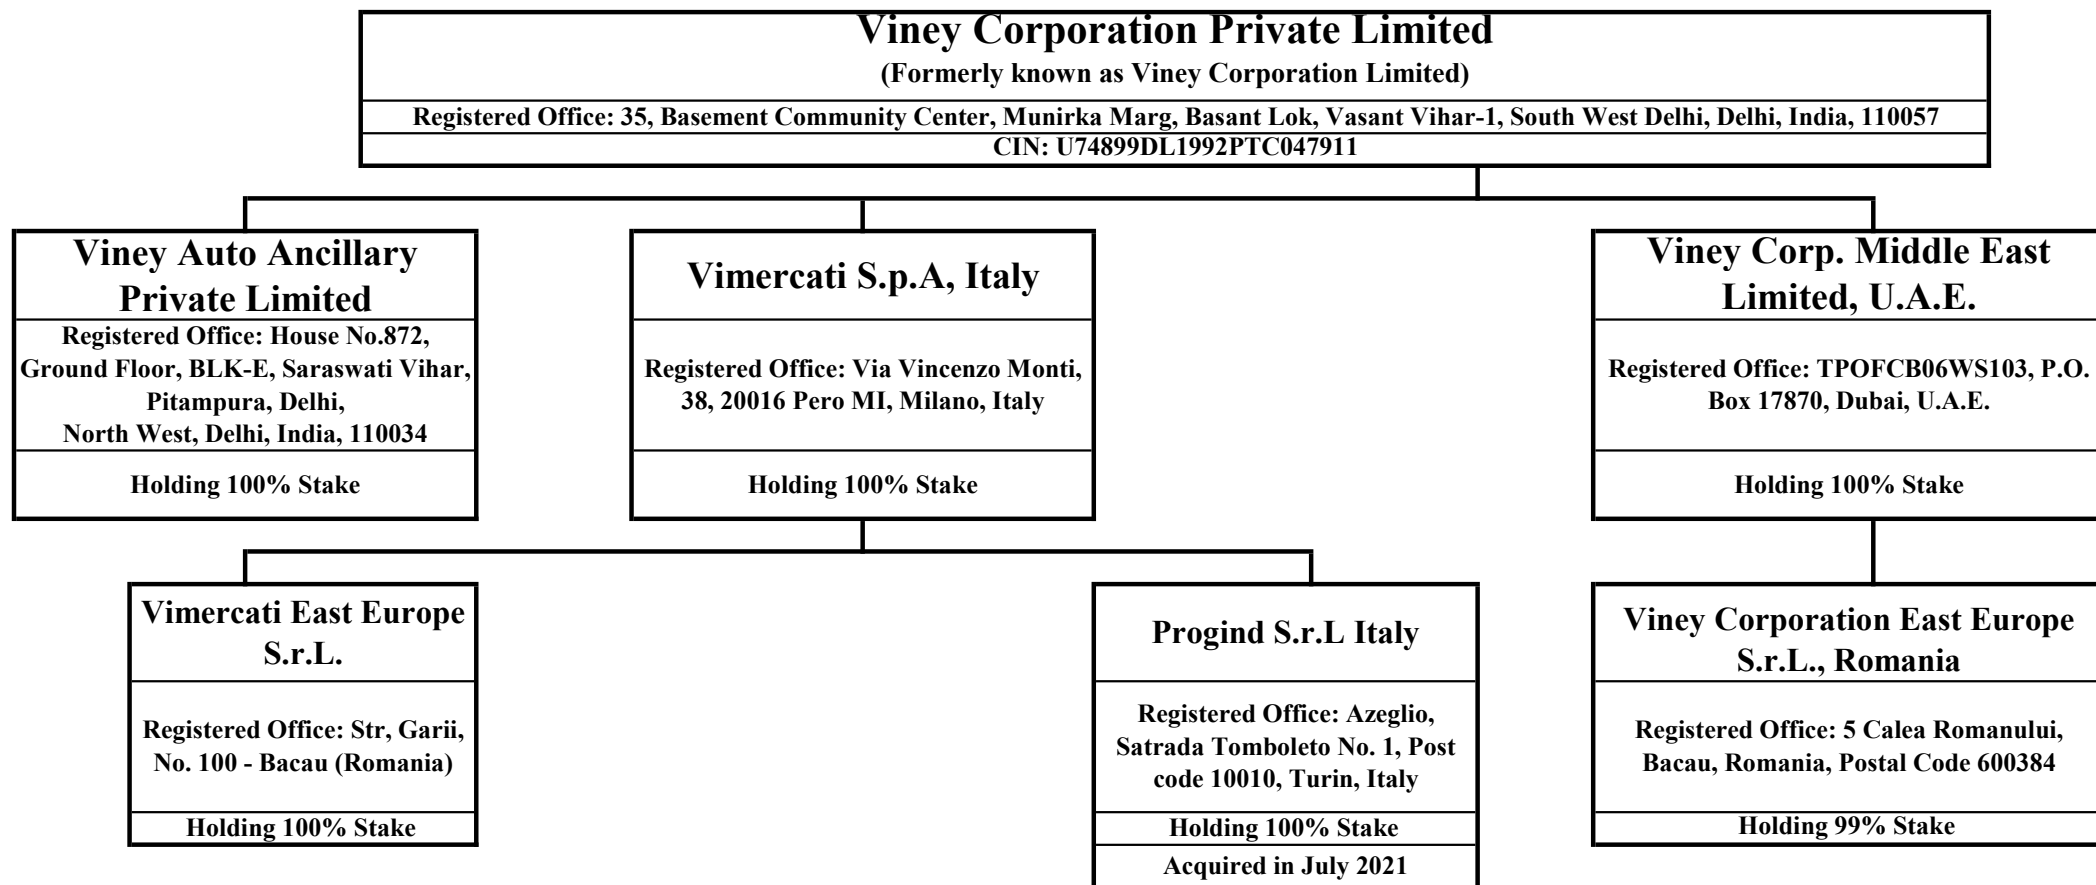 Viney Corporation Private Limited
(Formerly known as Viney Corporation Limited)
Registered Office: 35, Basement Community Center, Munirka Marg, Basant Lok, Vasant Vihar-1, South West Delhi, Delhi, India, 110057
CIN: U74899DL1992PTC047911
Viney Auto Ancillary
Private Limited
Registered Office: House No.872,
Ground Floor, BLK-E, Saraswati Vihar,
Pitampura, Delhi,
North West, Delhi, India, 110034
Holding 100% Stake
Vimercati S.p.A, Italy
Registered Office: Via Vincenzo Monti,
38, 20016 Pero MI, Milano, Italy
Holding 100% Stake
Viney Corp. Middle East
Limited, U.A.E.
Registered Office: TPOFCB06WS103, P.O.
Box 17870, Dubai, U.A.E.
Holding 100% Stake
Vimercati East Europe
S.r.L.
Registered Office: Str, Garii,
No. 100 - Bacau (Romania)
Holding 100% Stake
Progind S.r.L Italy
Registered Office: Azeglio,
Satrada Tomboleto No. 1, Post
code 10010, Turin, Italy
Holding 100% Stake
Acquired in July 2021
Viney Corporation East Europe
S.r.L., Romania
Registered Office: 5 Calea Romanului,
Bacau, Romania, Postal Code 600384
Holding 99% Stake